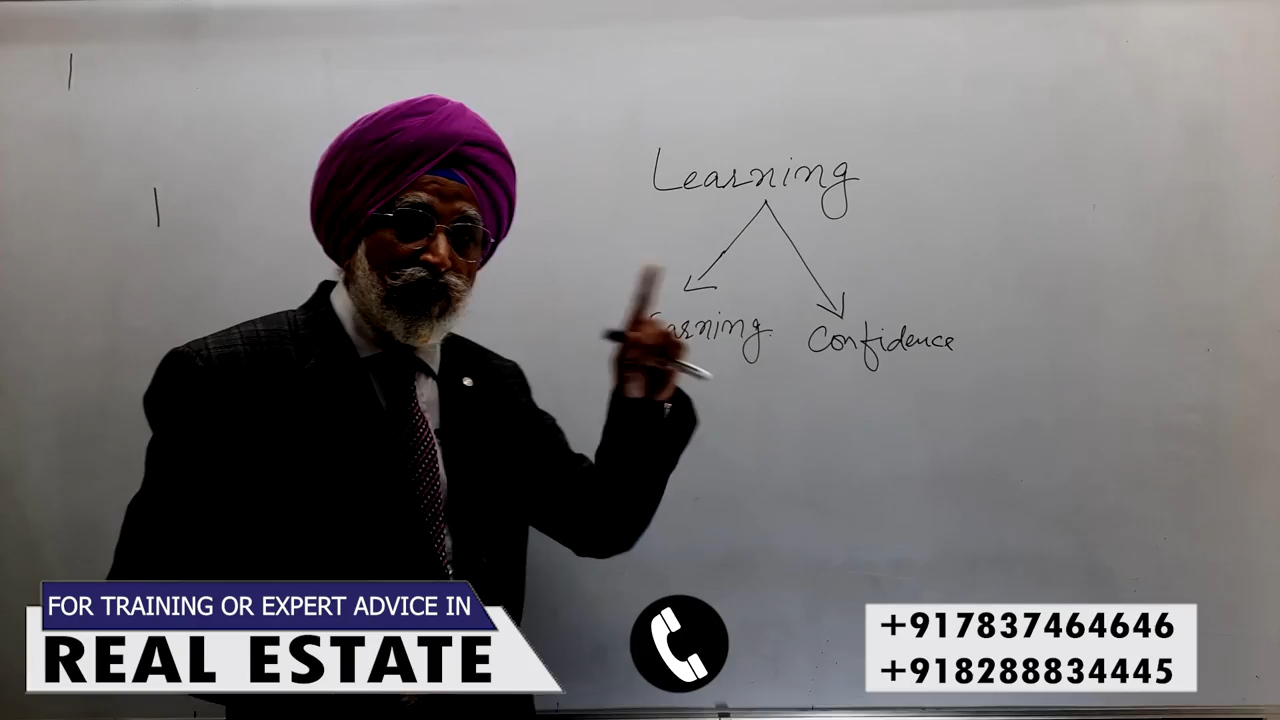 Learning
Confidence
FOR TRAINING OR EXPERT ADVICE IN
REAL ESTATE
+917837464646
+918288834445